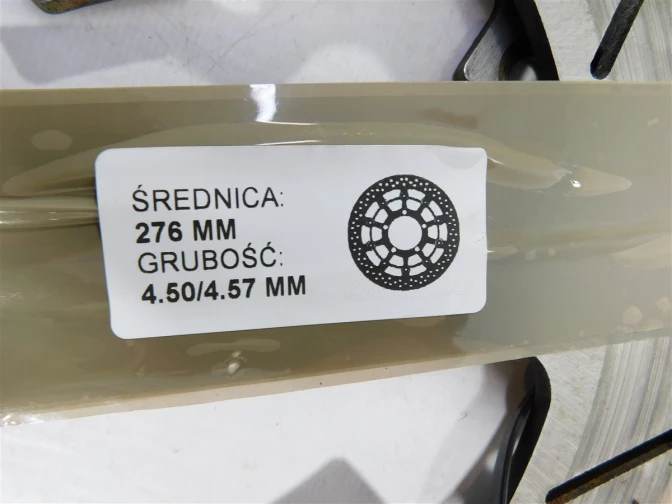 ŚREDNICA:
276 MM
GRUBOŚĆ:
4.50/4.57 MM